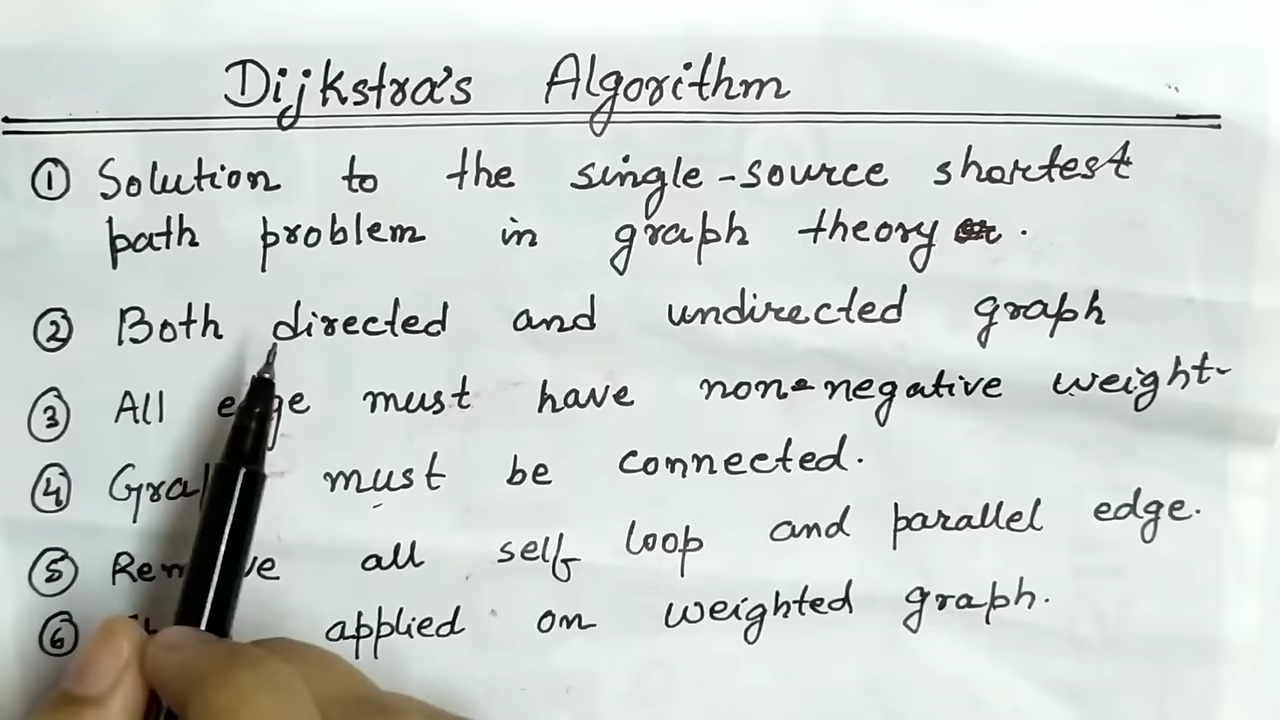 Dijkstra's Algorithm
① Solution to the single-source shortest
path problem in graph theory .
② Both directed and undirected graph
③ All edge must have non-negative weight-
④ must be connected.
⑤ all self loop and parallel edge.
⑥ applied on weighted graph.